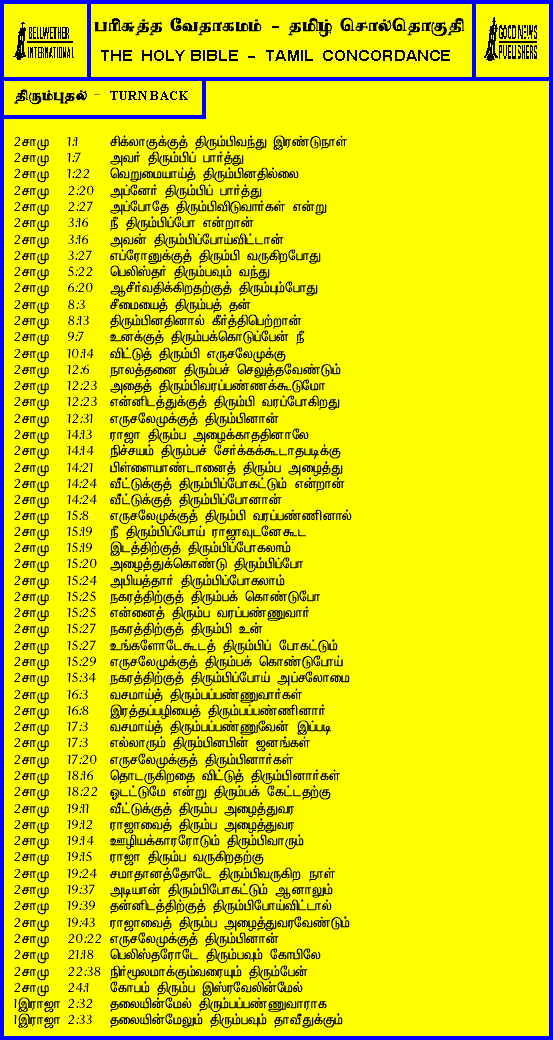 BELLWETHER INTERNATIONAL
பரிசுத்த வேதாகமம் - தமிழ் சொல்தொகுதி
THE HOLY BIBLE - TAMIL CONCORDANCE
GOOD NEWS PUBLISHERS
திரும்புதல் - TURN BACK
2சாமு 1:1 சிக்லாகுக்குத் திரும்பிவந்து இரண்டுநாள்
2சாமு 1:7 அவர் திரும்பிப் பார்த்து
2சாமு 1:22 வெறுமையாய்த் திரும்பினதில்லை
2சாமு 2:20 அப்னேர் திரும்பிப் பார்த்து
2சாமு 2:27 அப்போதே திரும்பிவிடுவார்கள் என்று
2சாமு 3:16 நீ திரும்பிப்போ என்றான்
2சாமு 3:16 அவன் திரும்பிப்போய்விட்டான்
2சாமு 3:27 எப்ரோனுக்குத் திரும்பி வருகிறபோது
2சாமு 5:22 பெலிஸ்தர் திரும்பவும் வந்து
2சாமு 6:20 ஆசீர்வதிக்கிறதற்குத் திரும்பும்போது
2சாமு 8:3 சீமையைத் திரும்பத் தன்
2சாமு 8:13 திரும்பினதினால் கீர்த்திபெற்றான்
2சாமு 9:7 உனக்குத் திரும்பக்கொடுப்பேன் நீ
2சாமு 10:14 விட்டுத் திரும்பி எருசலேமுக்கு
2சாமு 12:6 நாலத்தனை திரும்பச் செலுத்தவேண்டும்
2சாமு 12:23 அதைத் திரும்பிவரப்பண்ணக்கூடுமோ
2சாமு 12:23 என்னிடத்துக்குத் திரும்பி வரப்போகிறது
2சாமு 12:31 எருசலேமுக்குத் திரும்பினான்
2சாமு 14:13 ராஜா திரும்ப அழைக்காததினாலே
2சாமு 14:14 நிச்சயம் திரும்பச் சேர்க்கக்கூடாதபடிக்கு
2சாமு 14:21 பிள்ளையாண்டானைத் திரும்ப அழைத்து
2சாமு 14:24 வீட்டுக்குத் திரும்பிப்போகட்டும் என்றான்
2சாமு 14:24 வீட்டுக்குத் திரும்பிப்போனான்
2சாமு 15:8 எருசலேமுக்குத் திரும்பி வரப்பண்ணினால்
2சாமு 15:19 நீ திரும்பிப்போய் ராஜாவுடனேகூட
2சாமு 15:19 இடத்திற்குத் திரும்பிப்போகலாம்
2சாமு 15:20 அழைத்துக்கொண்டு திரும்பிப்போ
2சாமு 15:24 அபியத்தார் திரும்பிப்போகலாம்
2சாமு 15:25 நகரத்திற்குத் திரும்பக் கொண்டுபோ
2சாமு 15:25 என்னைத் திரும்ப வரப்பண்ணுவார்
2சாமு 15:27 நகரத்திற்குத் திரும்பி உன்
2சாமு 15:27 உங்களோடேகூடத் திரும்பிப் போகட்டும்
2சாமு 15:29 எருசலேமுக்குத் திரும்பக் கொண்டுபோய்
2சாமு 15:34 நகரத்திற்குத் திரும்பிப்போய் அப்சலோமை
2சாமு 16:3 வசமாய்த் திரும்பப்பண்ணுவார்கள்
2சாமு 16:8 இரத்தப்பழியைத் திரும்பப்பண்ணினார்
2சாமு 17:3 வசமாய்த் திரும்பப்பண்ணுவேன் இப்படி
2சாமு 17:3 எல்லாரும் திரும்பினபின் ஜனங்கள்
2சாமு 17:20 எருசலேமுக்குத் திரும்பினார்கள்
2சாமு 18:16 தொடருகிறதை விட்டுத் திரும்பினார்கள்
2சாமு 18:22 ஓடட்டுமே என்று திரும்பக் கேட்டதற்கு
2சாமு 19:11 வீட்டுக்குத் திரும்ப அழைத்துவர
2சாமு 19:12 ராஜாவைத் திரும்ப அழைத்துவர
2சாமு 19:14 ஊழியக்காரரோடும் திரும்பிவாரும்
2சாமு 19:15 ராஜா திரும்ப வருகிறதற்கு
2சாமு 19:24 சமாதானத்தோடே திரும்பிவருகிற நாள்
2சாமு 19:37 அடியான் திரும்பிபோகட்டும் ஆனாலும்
2சாமு 19:39 தன்னிடத்திற்குத் திரும்பிபோய்விட்டால்
2சாமு 19:43 ராஜாவைத் திரும்ப அழைத்துவரவேண்டும்
2சாமு 20:22 எருசலேமுக்குத் திரும்பினான்
2சாமு 21:18 பெலிஸ்தரோடே திரும்பவும் கோபிலே
2சாமு 22:38 நிர்மூலமாக்கும்வரையும் திரும்பேன்
2சாமு 24:1 கோபம் திரும்ப இஸ்ரவேலின்மேல்
1இராஜா 2:32 தலையின்மேல் திரும்பப்பண்ணுவாராக
1இராஜா 2:33 தலையின்மேலும் திரும்பவும் தாவீதுக்கும்